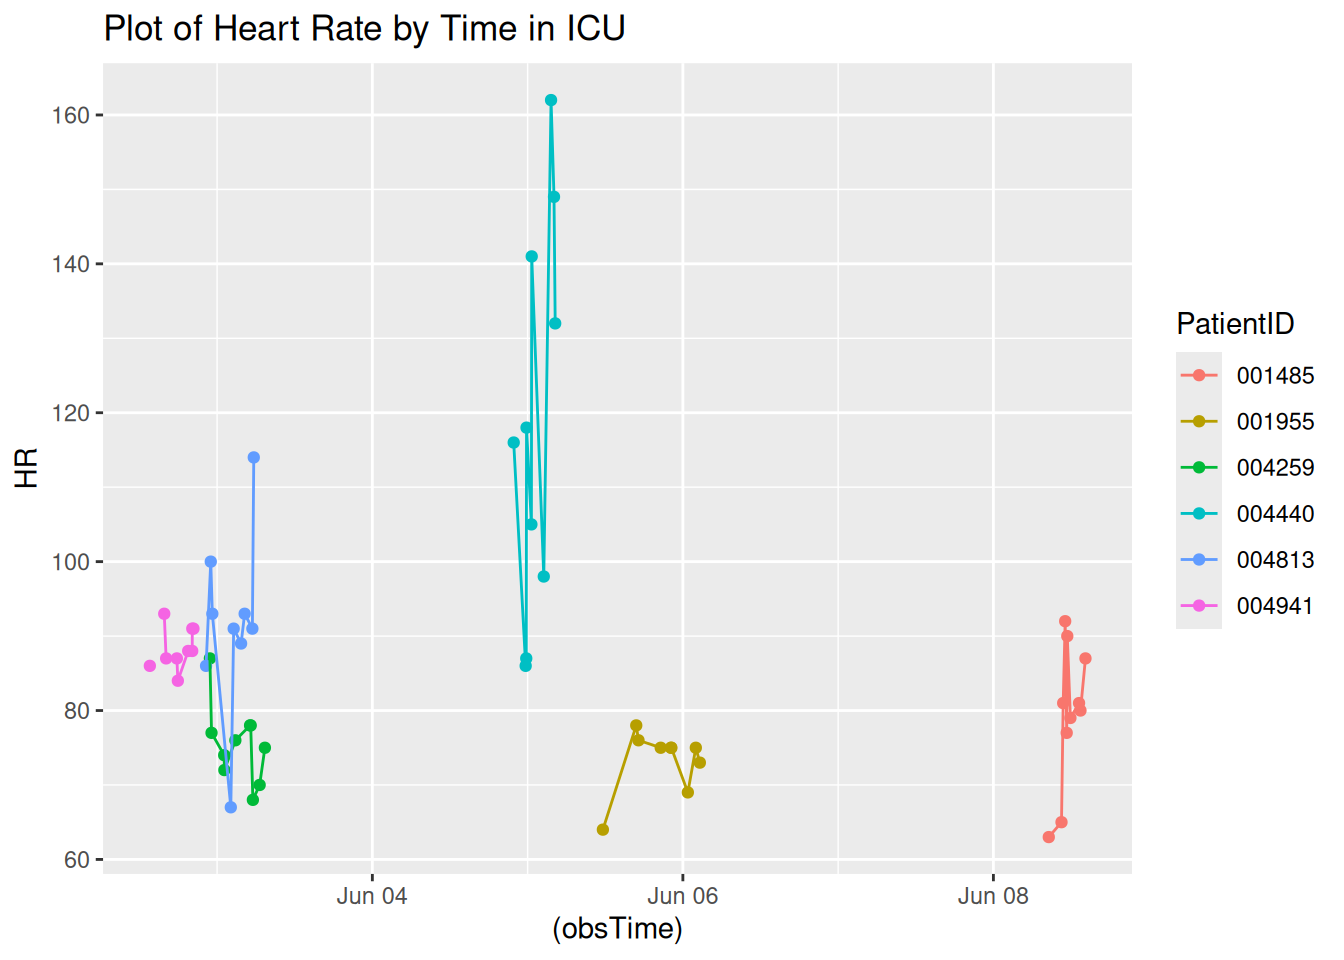 Plot of Heart Rate by Time in ICU
160
140
120
100
80
60
HR
Jun 04
Jun 06
Jun 08
(obsTime)
PatientID
001485
001955
004259
004440
004813
004941